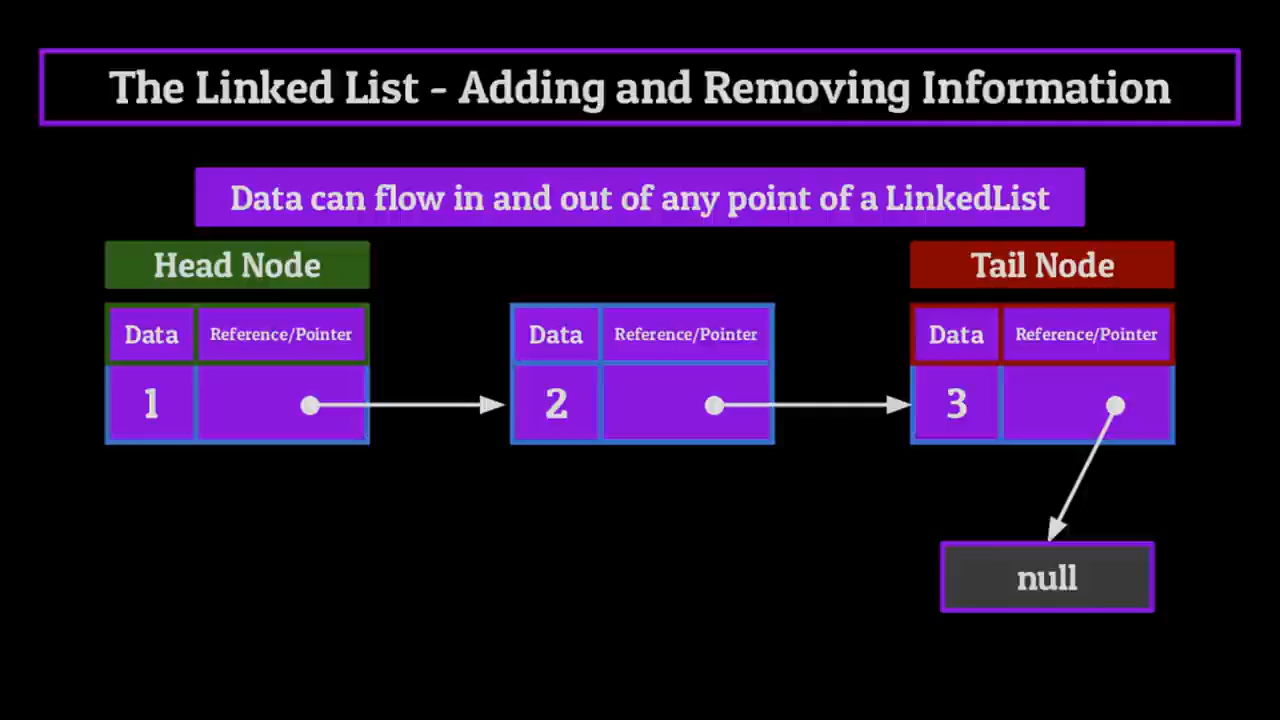 The Linked List - Adding and Removing Information
Data can flow in and out of any point of a LinkedList
Head Node
Tail Node
Data Reference/Pointer
Data Reference/Pointer
Data Reference/Pointer
1
2
3
null